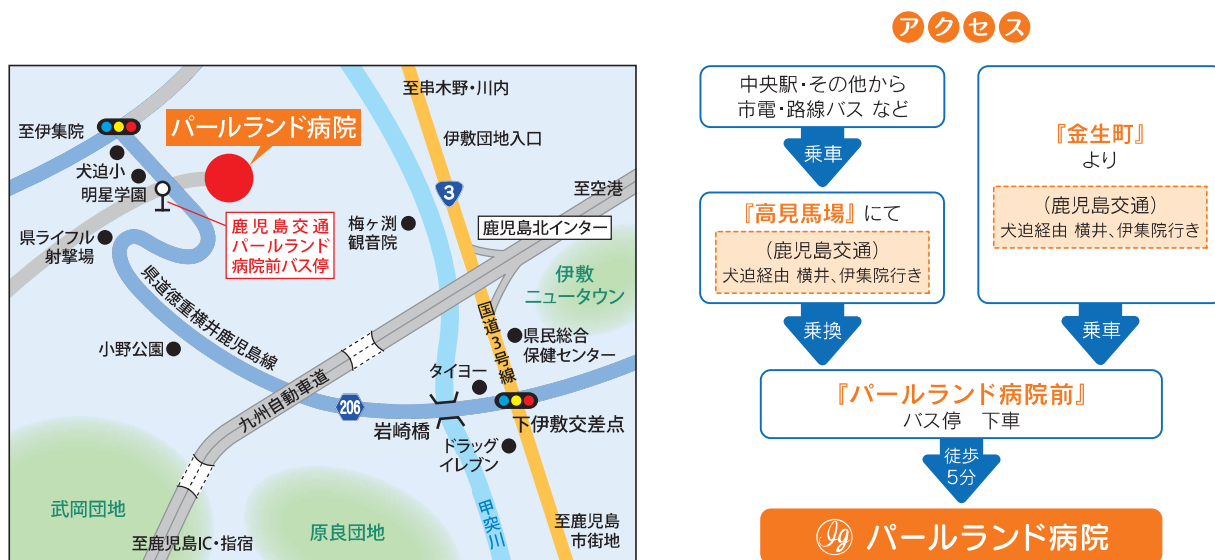 アクセス
至串木野・川内
至伊集院
パールランド病院
伊敷団地入口
犬迫小
明星学園
3
至空港
鹿児島交通
パールランド
病院前バス停
梅ヶ渕
観音院
鹿児島北インター
県ライフル
射撃場
伊敷
ニュータウン
県道徳重横井鹿児島線
国道3号線
県民総合
保健センター
小野公園
タイヨー
九州自動車道
206
岩崎橋
下伊敷交差点
ドラッグ
イレブン
武岡団地
原良団地
甲突川
至鹿児島IC・指宿
至鹿児島
市街地
中央駅・その他から
市電・路線バス など
乗車
『高見馬場』にて
(鹿児島交通)
犬迫経由 横井、伊集院行き
乗換
『金生町』
より
(鹿児島交通)
犬迫経由 横井、伊集院行き
乗車
『パールランド病院前』
バス停 下車
徒歩
5分
パールランド病院